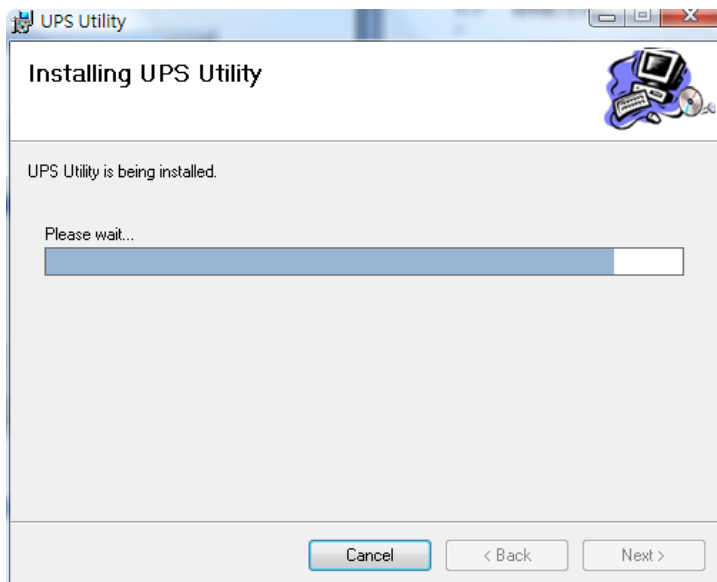 UPS Utility
Installing UPS Utility
UPS Utility is being installed.
Please wait...
Cancel
< Back
Next >